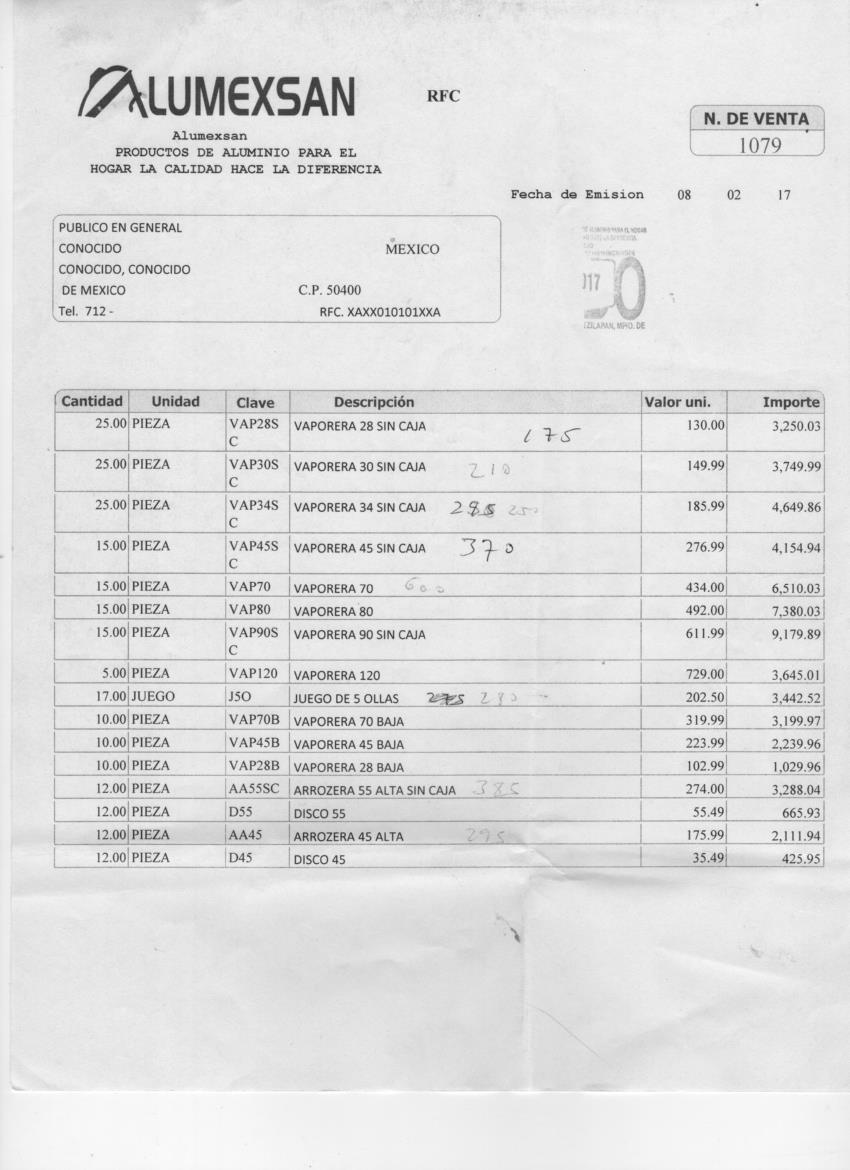 ALUMEXSAN
RFC
Alumexsan
PRODUCTOS DE ALUMINIO PARA EL
HOGAR LA CALIDAD HACE LA DIFERENCIA
N. DE VENTA
1079
Fecha de Emision 08 02 17
PUBLICO EN GENERAL
CONOCIDO MEXICO
CONOCIDO, CONOCIDO
DE MEXICO C.P. 50400
Tel. 712 - RFC. XAXX010101XXA
017
MPIO. DE
Cantidad Unidad Clave Descripción Valor uni. Importe
25.00 PIEZA VAP28S VAPORERA 28 SIN CAJA 175 130.00 3,250.03
C
25.00 PIEZA VAP30S VAPORERA 30 SIN CAJA 210 149.99 3,749.99
C
25.00 PIEZA VAP34S VAPORERA 34 SIN CAJA 285 250 185.99 4,649.86
C
15.00 PIEZA VAP45S VAPORERA 45 SIN CAJA 370 276.99 4,154.94
C
15.00 PIEZA VAP70 VAPORERA 70 600 434.00 6,510.03
15.00 PIEZA VAP80 VAPORERA 80 492.00 7,380.03
15.00 PIEZA VAP90S VAPORERA 90 SIN CAJA 611.99 9,179.89
C
5.00 PIEZA VAP120 VAPORERA 120 729.00 3,645.01
17.00 JUEGO J5O JUEGO DE 5 OLLAS 275 280 202.50 3,442.52
10.00 PIEZA VAP70B VAPORERA 70 BAJA 319.99 3,199.97
10.00 PIEZA VAP45B VAPORERA 45 BAJA 223.99 2,239.96
10.00 PIEZA VAP28B VAPORERA 28 BAJA 102.99 1,029.96
12.00 PIEZA AA55SC ARROZERA 55 ALTA SIN CAJA 385 274.00 3,288.04
12.00 PIEZA D55 DISCO 55 55.49 665.93
12.00 PIEZA AA45 ARROZERA 45 ALTA 295 175.99 2,111.94
12.00 PIEZA D45 DISCO 45 35.49 425.95